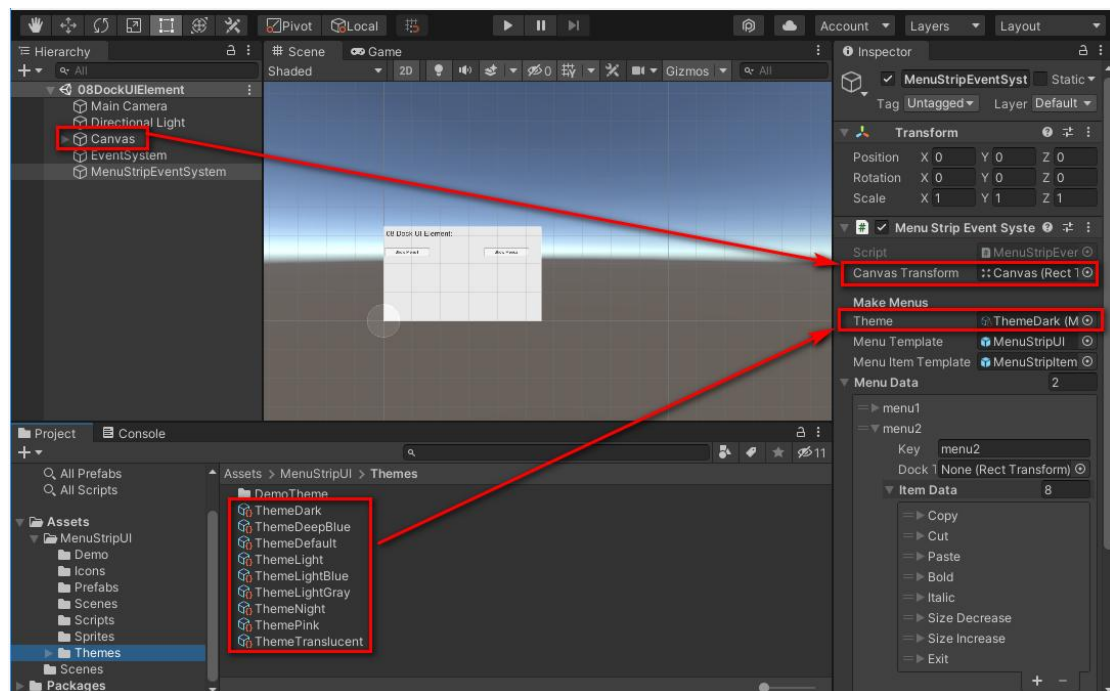 Pivot Local Account Layers Layout
Hierarchy
All
08DockUIElement
Main Camera
Directional Light
Canvas
EventSystem
MenuStripEventSystem
Scene Game
Shaded 2D 0 Gizmos All
08 Dock UI Element:
Inspector
MenuStripEventSyst Static
Tag Untagged Layer Default
Transform
Position X 0 Y 0 Z 0
Rotation X 0 Y 0 Z 0
Scale X 1 Y 1 Z 1
# Menu Strip Event Syste
Script MenuStripEver
Canvas Transform Canvas (Rect T
Make Menus
Theme ThemeDark (M
Menu Template MenuStripUI
Menu Item Template MenuStripItem
Menu Data 2
menu1
menu2
Key menu2
Dock T None (Rect Transform)
Item Data 8
Copy
Cut
Paste
Bold
Italic
Size Decrease
Size Increase
Exit
Project Console
11
All Prefabs
All Scripts
Assets
MenuStripUI
Demo
Icons
Prefabs
Scenes
Scripts
Sprites
Themes
Scenes
Packages
Assets > MenuStripUI > Themes
DemoTheme
ThemeDark
ThemeDeepBlue
ThemeDefault
ThemeLight
ThemeLightBlue
ThemeLightGray
ThemeNight
ThemePink
ThemeTranslucent